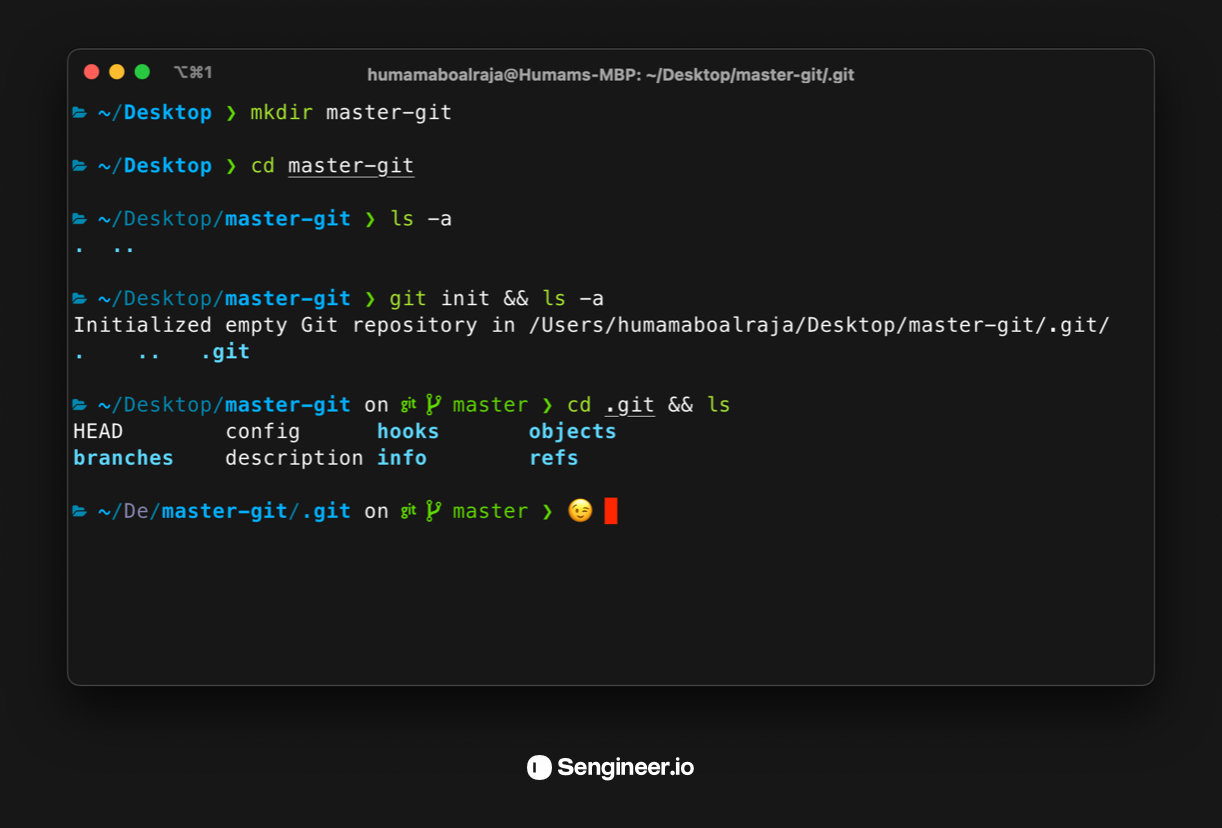 ⌥⌘1
humamaboalraja@Humams-MBP: ~/Desktop/master-git/.git
~/Desktop ❯ mkdir master-git
~/Desktop ❯ cd master-git
~/Desktop/master-git ❯ ls -a
.  ..
~/Desktop/master-git ❯ git init && ls -a
Initialized empty Git repository in /Users/humamaboalraja/Desktop/master-git/.git/
.    ..   .git
~/Desktop/master-git on git master ❯ cd .git && ls
HEAD        config      hooks       objects
branches    description info        refs
~/De/master-git/.git on git master ❯ 😉
Sengineer.io